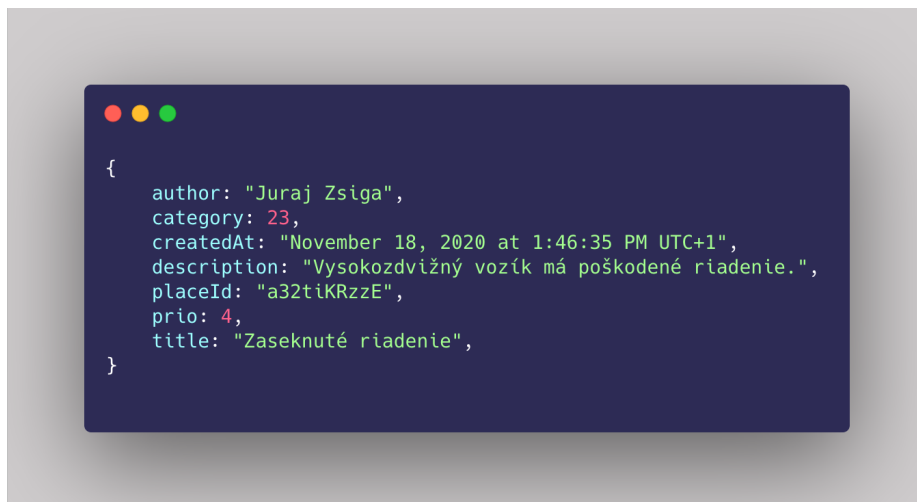 {
author: "Juraj Zsiga",
category: 23,
createdAt: "November 18, 2020 at 1:46:35 PM UTC+1",
description: "Vysokozdvižný vozík má poškodené riadenie.",
placeId: "a32tiKRzzE",
prio: 4,
title: "Zaseknuté riadenie",
}